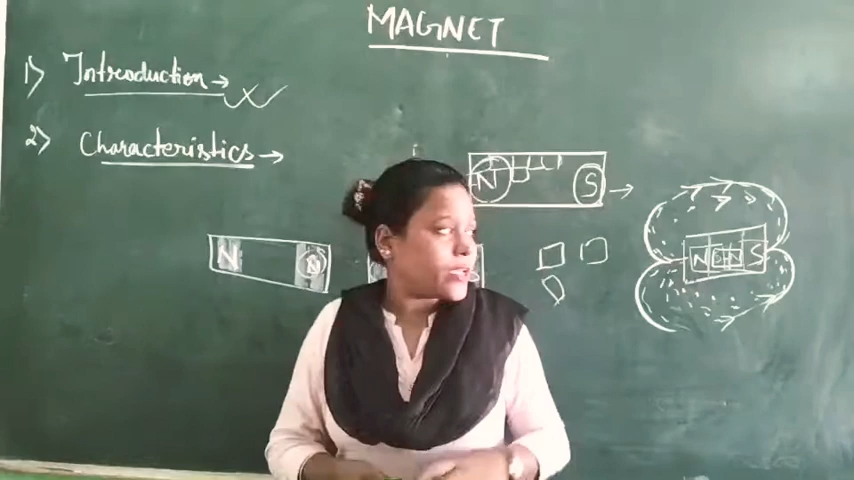 MAGNET
1> Introduction →
2> Characteristics →
N S
N
N S N S